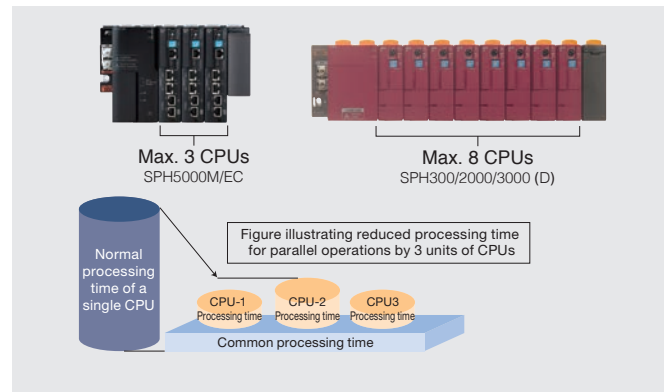 Max. 3 CPUs
SPH5000M/EC
Max. 8 CPUs
SPH300/2000/3000 (D)
Figure illustrating reduced processing time
for parallel operations by 3 units of CPUs
Normal
processing
time of a
single CPU
CPU-1
Processing time
CPU-2
Processing time
CPU3
Processing time
Common processing time